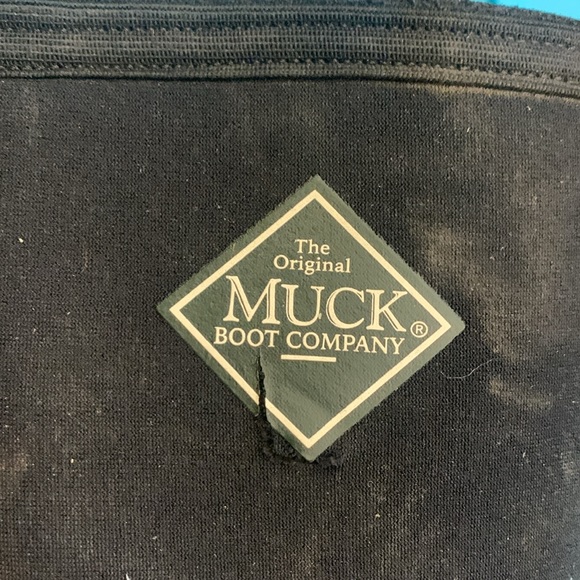 The
Original
MUCK®
BOOT COMPANY